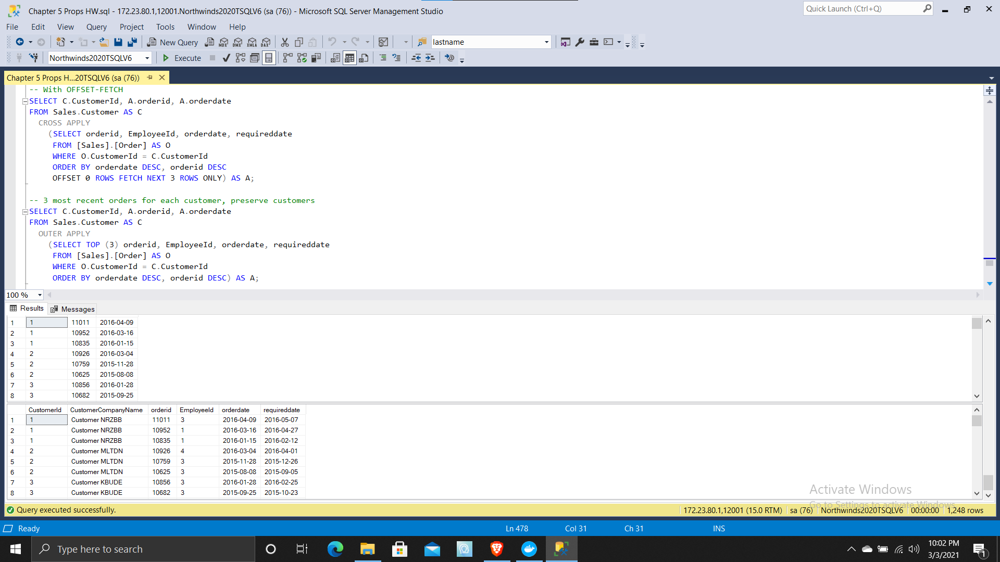 Chapter 5 Props HW.sql - 172.23.80.1,12001.Northwinds2020TSQLV6 (sa (76)) - Microsoft SQL Server Management Studio
Quick Launch (Ctrl+Q)
File Edit View Query Project Tools Window Help
New Query MDX DMX XMLA DAX lastname
Northwinds2020TSQLV6 Execute
Chapter 5 Props H...20TSQLV6 (sa (76))
-- With OFFSET-FETCH
SELECT C.CustomerId, A.orderid, A.orderdate
FROM Sales.Customer AS C
CROSS APPLY
(SELECT orderid, EmployeeId, orderdate, requireddate
FROM [Sales].[Order] AS O
WHERE O.CustomerId = C.CustomerId
ORDER BY orderdate DESC, orderid DESC
OFFSET 0 ROWS FETCH NEXT 3 ROWS ONLY) AS A;
-- 3 most recent orders for each customer, preserve customers
SELECT C.CustomerId, A.orderid, A.orderdate
FROM Sales.Customer AS C
OUTER APPLY
(SELECT TOP (3) orderid, EmployeeId, orderdate, requireddate
FROM [Sales].[Order] AS O
WHERE O.CustomerId = C.CustomerId
ORDER BY orderdate DESC, orderid DESC) AS A;
100 %
Results Messages
1 1 11011 2016-04-09
2 1 10952 2016-03-16
3 1 10835 2016-01-15
4 2 10926 2016-03-04
5 2 10759 2015-11-28
6 2 10625 2015-08-08
7 3 10856 2016-01-28
8 3 10682 2015-09-25
CustomerId CustomerCompanyName orderid EmployeeId orderdate requireddate
1 1 Customer NRZBB 11011 3 2016-04-09 2016-05-07
2 1 Customer NRZBB 10952 1 2016-03-16 2016-04-27
3 1 Customer NRZBB 10835 1 2016-01-15 2016-02-12
4 2 Customer MLTDN 10926 4 2016-03-04 2016-04-01
5 2 Customer MLTDN 10759 3 2015-11-28 2015-12-26
6 2 Customer MLTDN 10625 3 2015-08-08 2015-09-05
7 3 Customer KBUDE 10856 3 2016-01-28 2016-02-25
8 3 Customer KBUDE 10682 3 2015-09-25 2015-10-23
Activate Windows
Go to Settings to activate Windows.
Query executed successfully. 172.23.80.1,12001 (15.0 RTM) sa (76) Northwinds2020TSQLV6 00:00:00 1,248 rows
Ready Ln 478 Col 31 Ch 31 INS
Type here to search
10:02 PM
3/3/2021
1